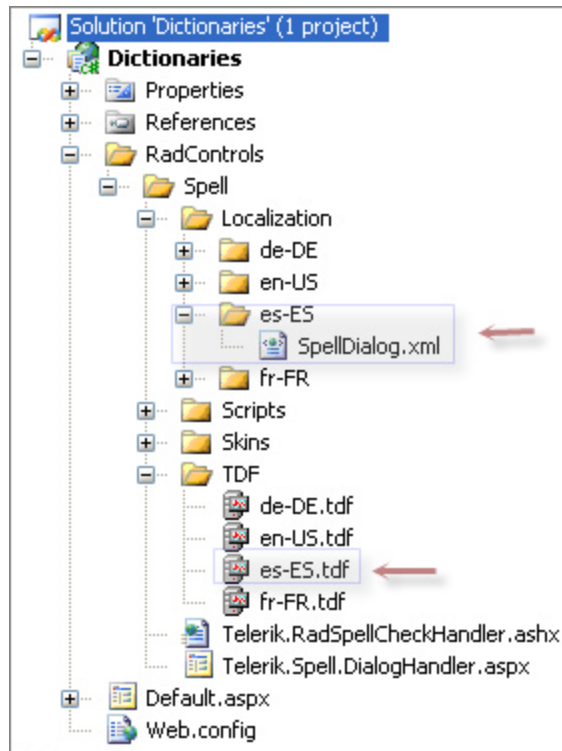 Solution 'Dictionaries' (1 project)
Dictionaries
Properties
References
RadControls
Spell
Localization
de-DE
en-US
es-ES
SpellDialog.xml
fr-FR
Scripts
Skins
TDF
de-DE.tdf
en-US.tdf
es-ES.tdf
fr-FR.tdf
Telerik.RadSpellCheckHandler.ashx
Telerik.Spell.DialogHandler.aspx
Default.aspx
Web.config